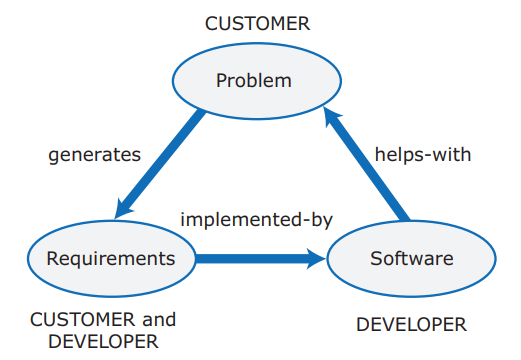 CUSTOMER
Problem
generates
helps-with
implemented-by
Requirements
Software
CUSTOMER and
DEVELOPER
DEVELOPER